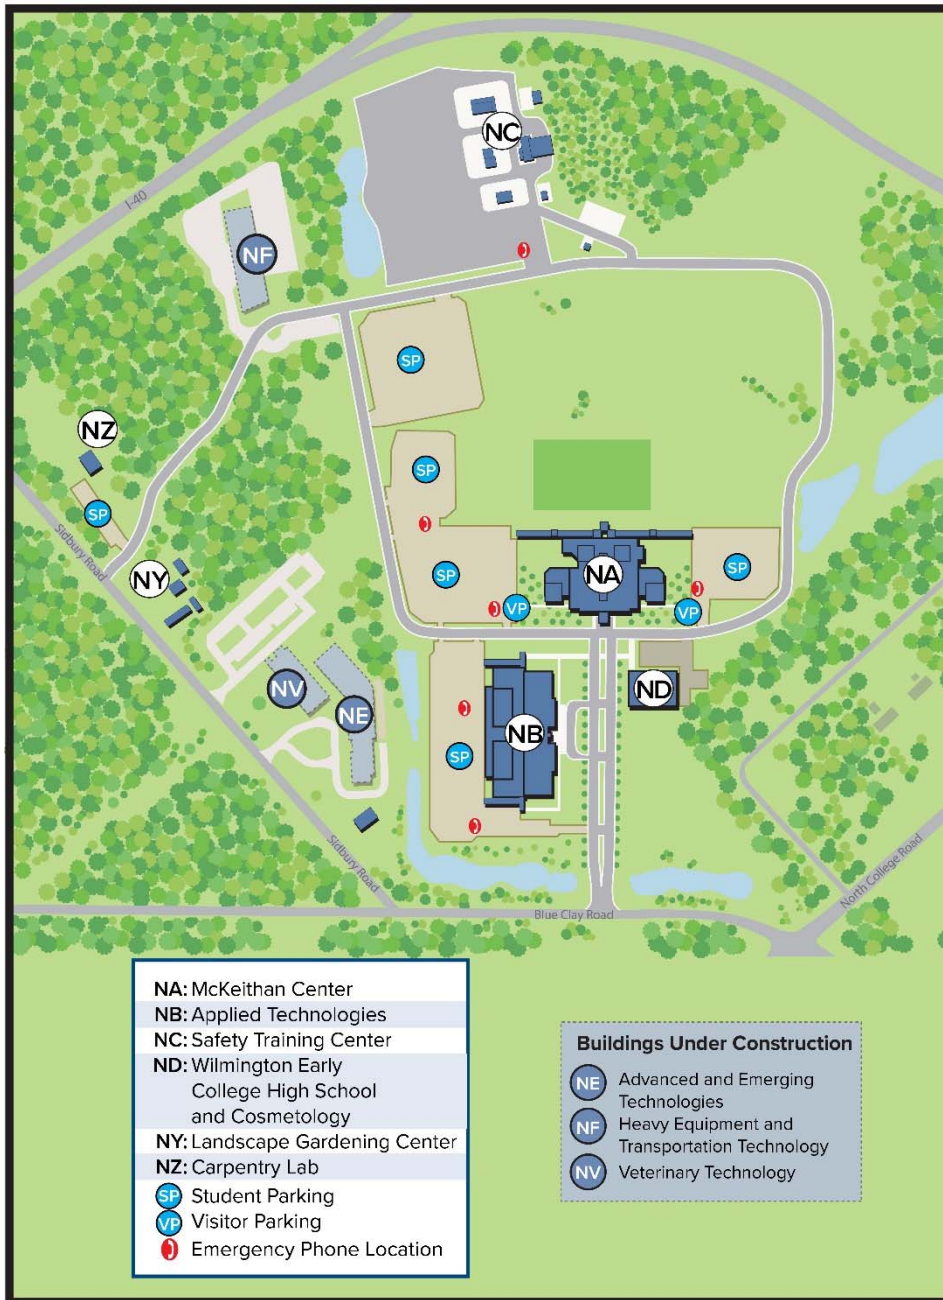 NC
I-40
NF
SP
NZ
SP
SP
Sidbury Road
NY
SP
NA
SP
VP
VP
NV
NE
ND
NB
SP
Sidbury Road
North College Road
Blue Clay Road
NA: McKeithan Center
NB: Applied Technologies
NC: Safety Training Center
ND: Wilmington Early
College High School
and Cosmetology
NY: Landscape Gardening Center
NZ: Carpentry Lab
SP Student Parking
VP Visitor Parking
Emergency Phone Location
Buildings Under Construction
NE Advanced and Emerging
Technologies
NF Heavy Equipment and
Transportation Technology
NV Veterinary Technology